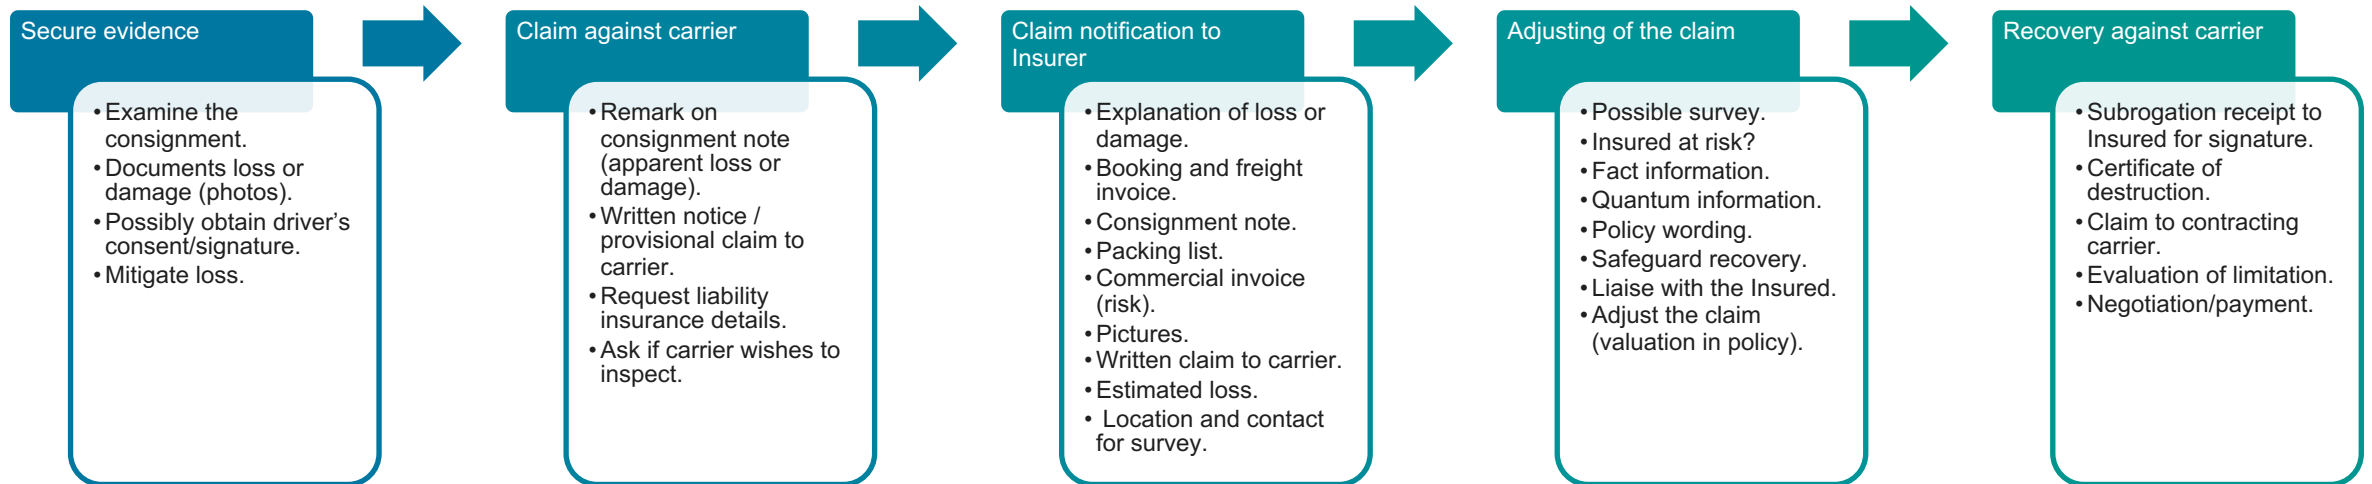 Secure evidence
• Examine the
consignment.
• Documents loss or
damage (photos).
• Possibly obtain driver's
consent/signature.
• Mitigate loss.
Claim against carrier
• Remark on
consignment note
(apparent loss or
damage).
• Written notice /
provisional claim to
carrier.
• Request liability
insurance details.
• Ask if carrier wishes to
inspect.
Claim notification to
Insurer
• Explanation of loss or
damage.
• Booking and freight
invoice.
• Consignment note.
• Packing list.
• Commercial invoice
(risk).
• Pictures.
• Written claim to carrier.
• Estimated loss.
• Location and contact
for survey.
Adjusting of the claim
• Possible survey.
• Insured at risk?
• Fact information.
• Quantum information.
• Policy wording.
• Safeguard recovery.
• Liaise with the Insured.
• Adjust the claim
(valuation in policy).
Recovery against carrier
• Subrogation receipt to
Insured for signature.
• Certificate of
destruction.
• Claim to contracting
carrier.
• Evaluation of limitation.
• Negotiation/payment.